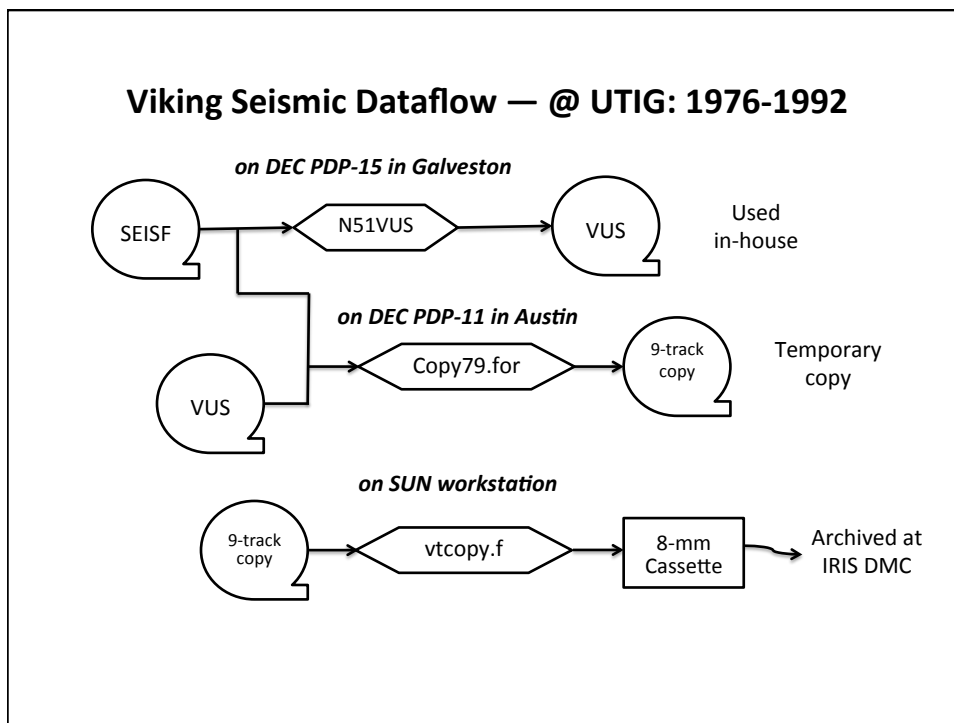 Viking Seismic Dataflow — @ UTIG: 1976-1992
on DEC PDP-15 in Galveston
SEISF
N51VUS
VUS
Used
in-house
on DEC PDP-11 in Austin
VUS
Copy79.for
9-track
copy
Temporary
copy
on SUN workstation
9-track
copy
vtcopy.f
8-mm
Cassette
Archived at
IRIS DMC